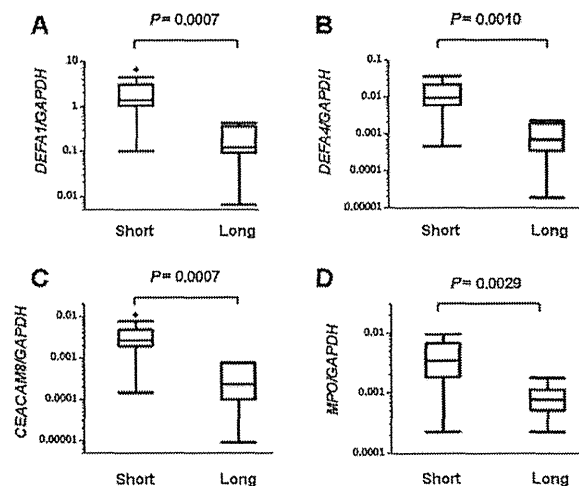 A
P= 0.0007
DEFA1/GAPDH
10
1
0.1
0.01
Short Long
B
P= 0.0010
DEFA4/GAPDH
0.1
0.01
0.001
0.0001
0.00001
Short Long
C
P= 0.0007
CEACAM8/GAPDH
0.01
0.001
0.00001
Short Long
D
P= 0.0029
MPO/GAPDH
0.01
0.001
0.0001
Short Long